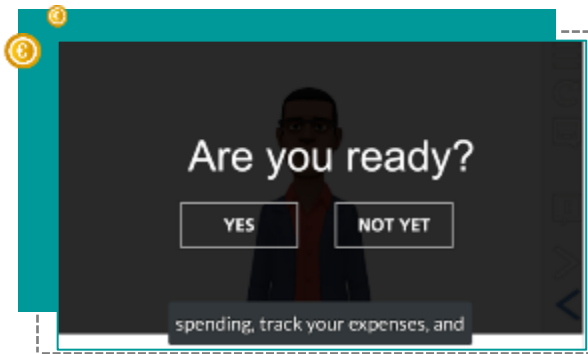 Are you ready?
YES
NOT YET
spending, track your expenses, and